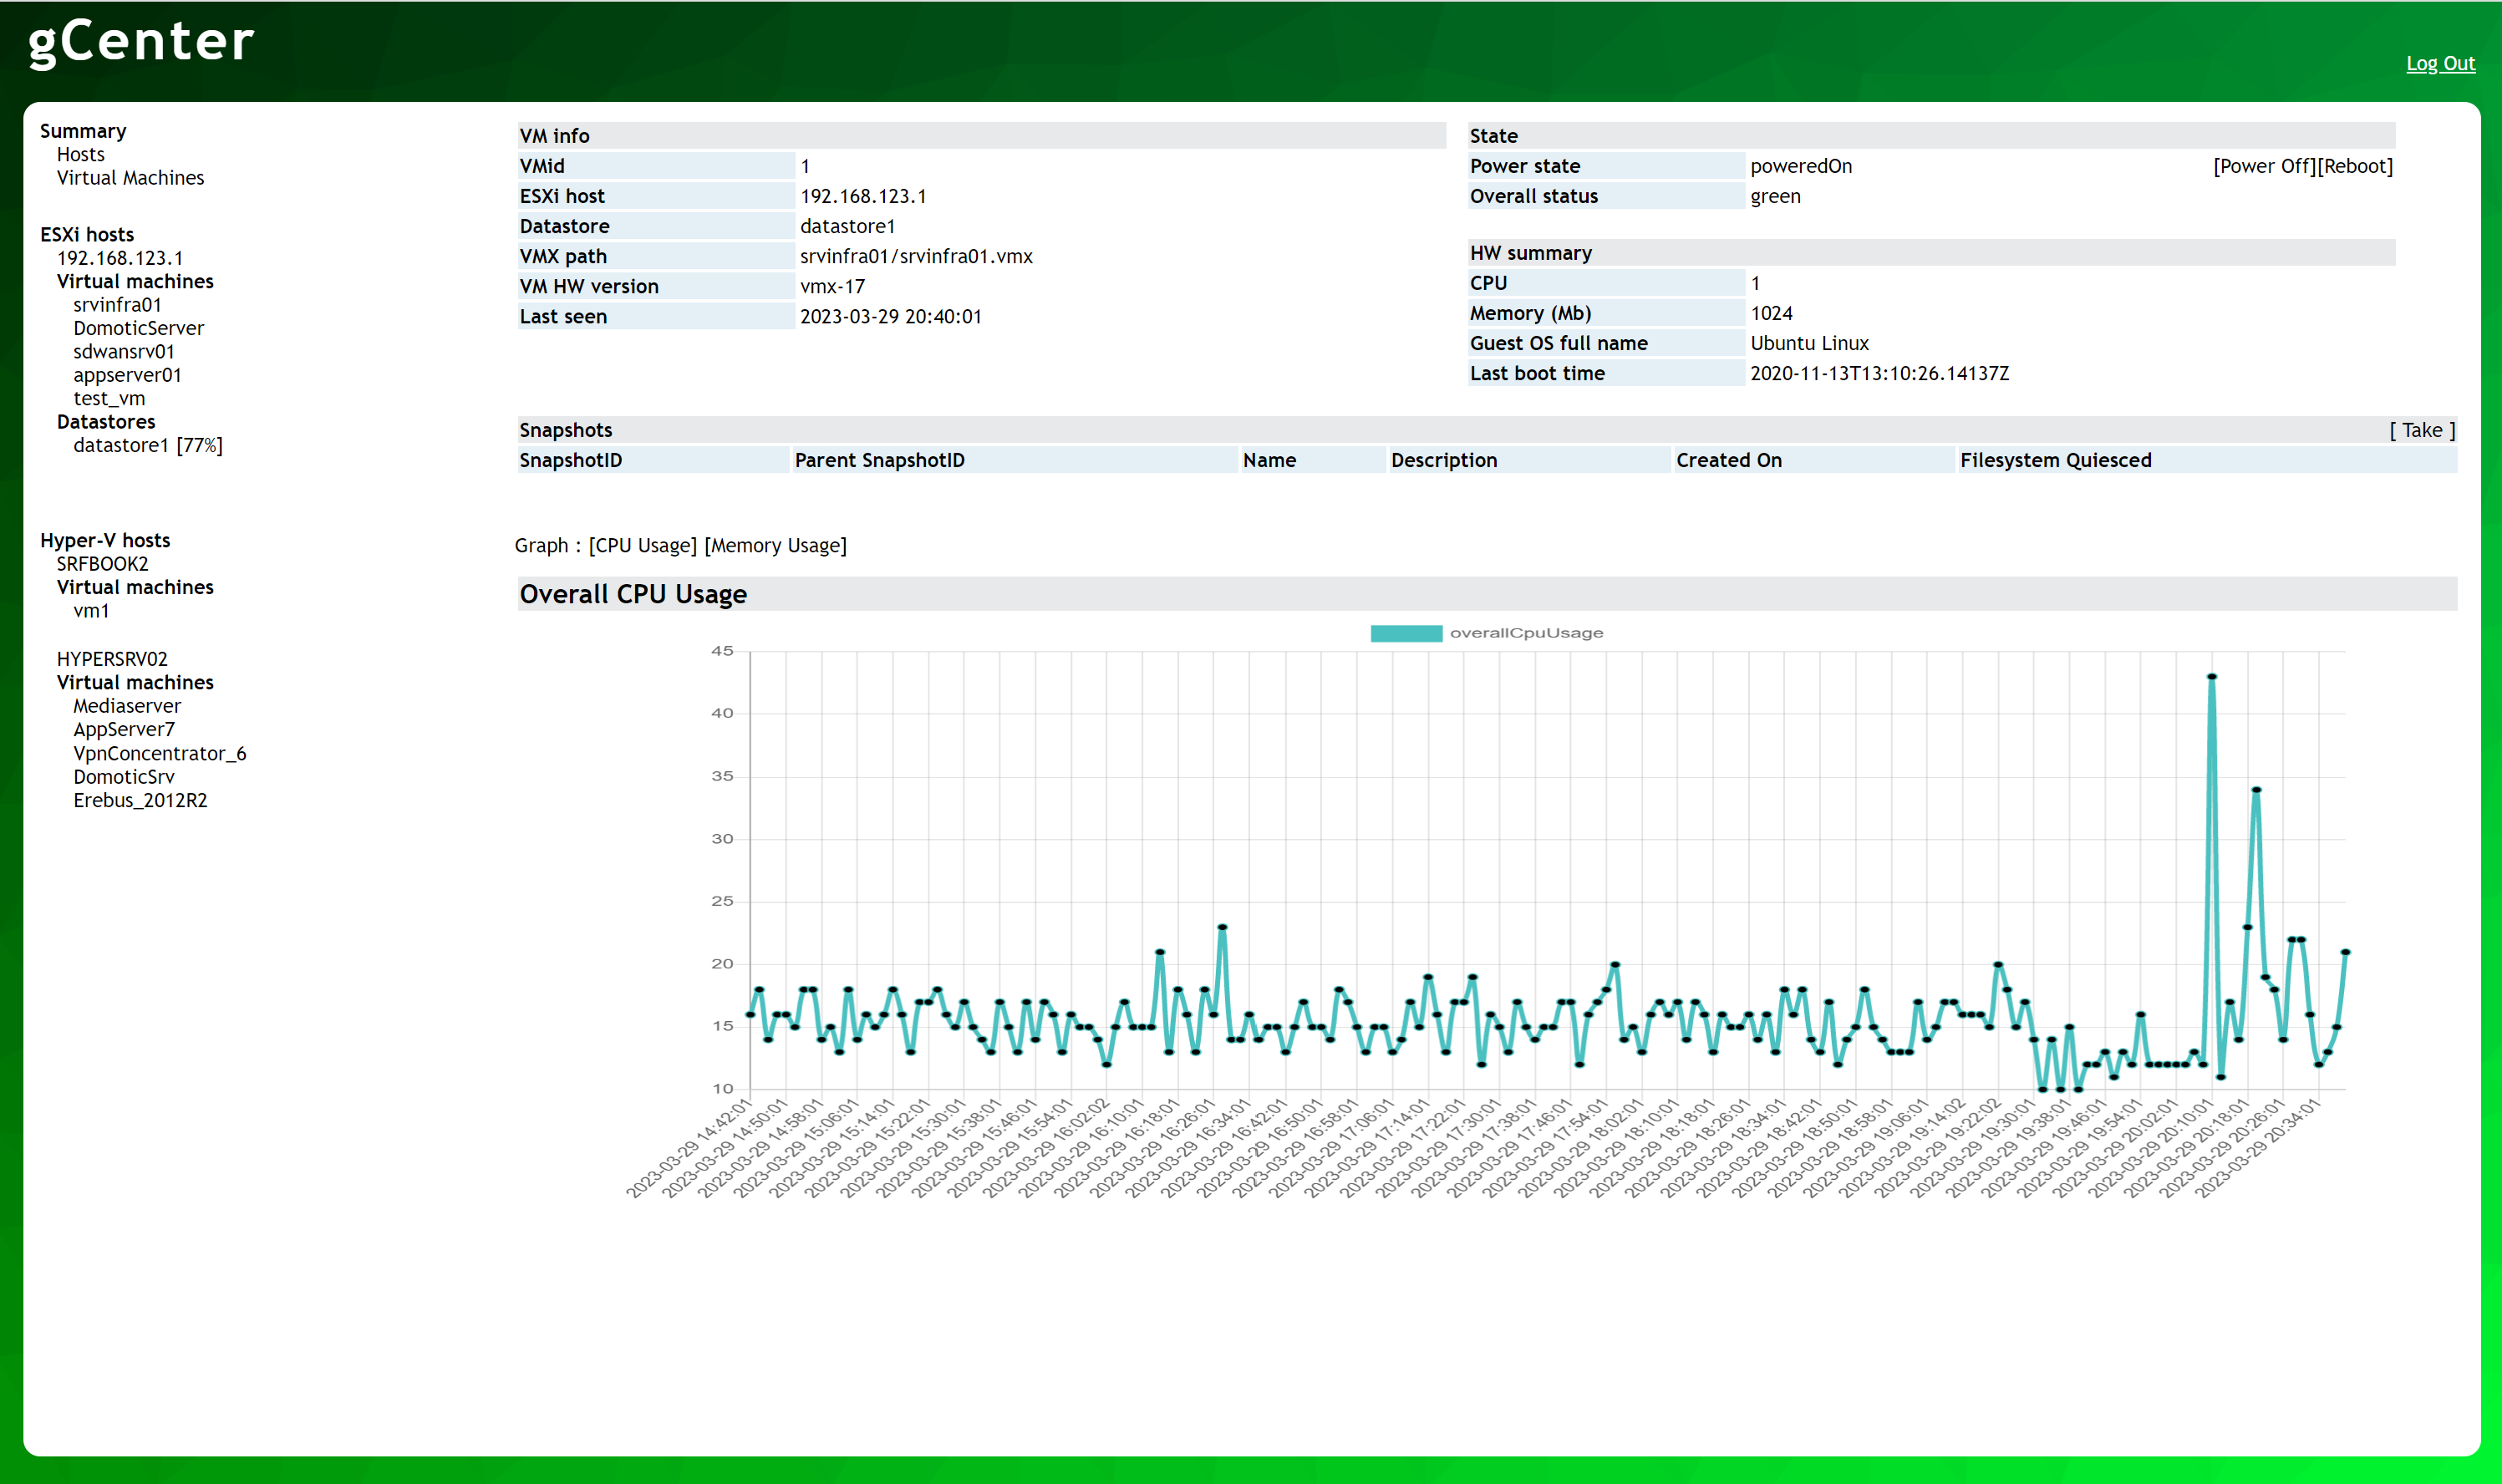 gCenter
Log Out
Summary
Hosts
Virtual Machines
ESXi hosts
192.168.123.1
Virtual machines
srvinfra01
DomoticServer
sdwansrv01
appserver01
test_vm
Datastores
datastore1 [77%]
Hyper-V hosts
SRFBOOK2
Virtual machines
vm1
HYPERSRV02
Virtual machines
Mediaserver
AppServer7
VpnConcentrator_6
DomoticSrv
Erebus_2012R2
VM info
VMid 1
ESXi host 192.168.123.1
Datastore datastore1
VMX path srvinfra01/srvinfra01.vmx
VM HW version vmx-17
Last seen 2023-03-29 20:40:01
State
Power state poweredOn [Power Off][Reboot]
Overall status green
HW summary
CPU 1
Memory (Mb) 1024
Guest OS full name Ubuntu Linux
Last boot time 2020-11-13T13:10:26.14137Z
Snapshots [ Take ]
SnapshotID Parent SnapshotID Name Description Created On Filesystem Quiesced
Graph : [CPU Usage] [Memory Usage]
Overall CPU Usage
overallCpuUsage
45
40
35
30
25
20
15
10
2023-03-29 14:42:01
2023-03-29 14:50:01
2023-03-29 14:58:01
2023-03-29 15:06:01
2023-03-29 15:14:01
2023-03-29 15:22:01
2023-03-29 15:30:01
2023-03-29 15:38:01
2023-03-29 15:46:01
2023-03-29 15:54:01
2023-03-29 16:02:02
2023-03-29 16:10:01
2023-03-29 16:18:01
2023-03-29 16:26:01
2023-03-29 16:34:01
2023-03-29 16:42:01
2023-03-29 16:50:01
2023-03-29 16:58:01
2023-03-29 17:06:01
2023-03-29 17:14:01
2023-03-29 17:22:01
2023-03-29 17:30:01
2023-03-29 17:38:01
2023-03-29 17:46:01
2023-03-29 17:54:01
2023-03-29 18:02:01
2023-03-29 18:10:01
2023-03-29 18:18:01
2023-03-29 18:26:01
2023-03-29 18:34:01
2023-03-29 18:42:01
2023-03-29 18:50:01
2023-03-29 18:58:01
2023-03-29 19:06:01
2023-03-29 19:14:02
2023-03-29 19:22:02
2023-03-29 19:30:01
2023-03-29 19:38:01
2023-03-29 19:46:01
2023-03-29 19:54:01
2023-03-29 20:02:01
2023-03-29 20:10:01
2023-03-29 20:18:01
2023-03-29 20:26:01
2023-03-29 20:34:01